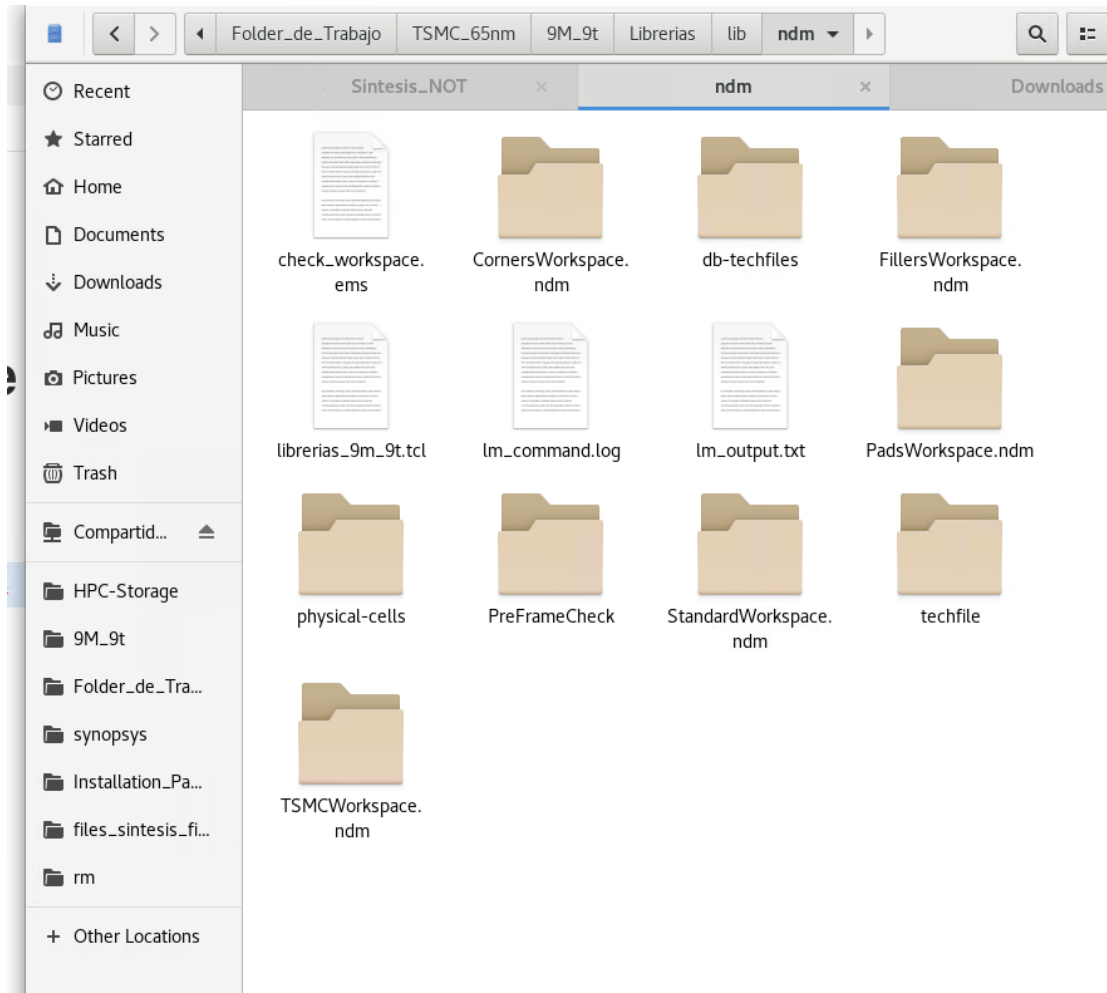 Folder_de_Trabajo TSMC_65nm 9M_9t Librerias lib ndm
Sintesis_NOT ndm Downloads
Recent
Starred
Home
Documents
Downloads
Music
Pictures
Videos
Trash
Compartid...
HPC-Storage
9M_9t
Folder_de_Tra...
synopsys
Installation_Pa...
files_sintesis_fi...
rm
+ Other Locations
check_workspace.
ems
CornersWorkspace.
ndm
db-techfiles
FillersWorkspace.
ndm
librerias_9m_9t.tcl
lm_command.log
lm_output.txt
PadsWorkspace.ndm
physical-cells
PreFrameCheck
StandardWorkspace.
ndm
techfile
TSMCWorkspace.
ndm